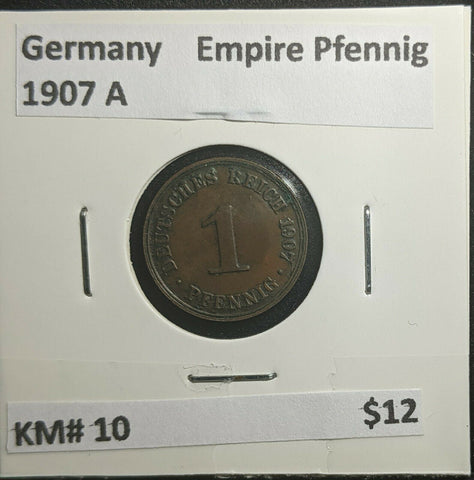 Germany Empire Pfennig
1907 A
DEUTSCHES REICH 1907
1
PFENNIG
KM# 10 $12